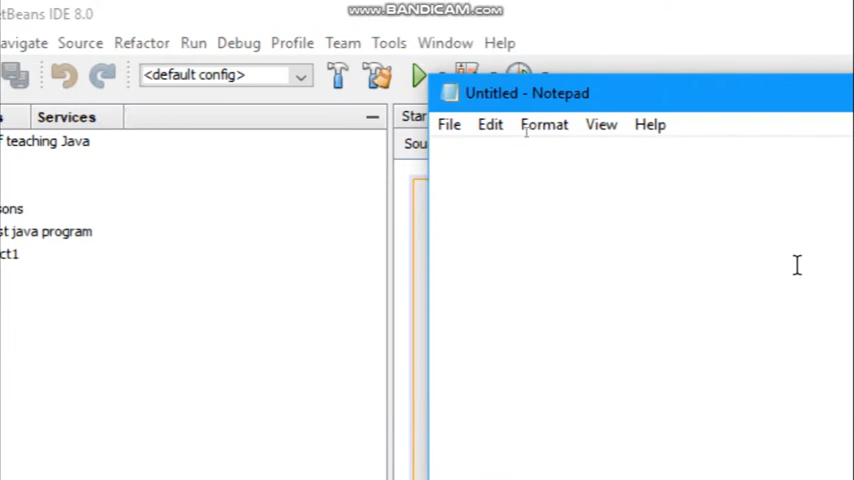 www.BANDICAM.com
etBeans IDE 8.0
avigate Source Refactor Run Debug Profile Team Tools Window Help
<default config>
Untitled - Notepad
s Services
Star
File Edit Format View Help
f teaching Java
Sou
sons
st java program
ct1